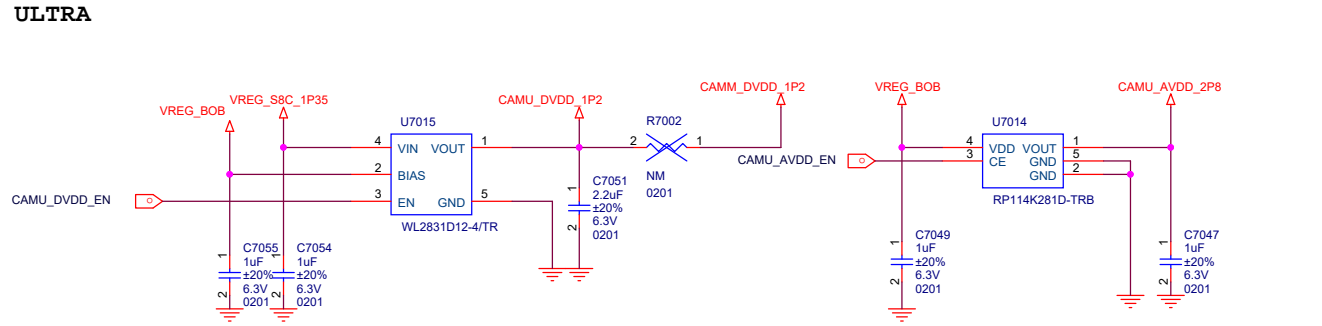 ULTRA
VREG_BOB
VREG_S8C_1P35
CAMU_DVDD_1P2
CAMM_DVDD_1P2
VREG_BOB
CAMU_AVDD_2P8
U7015
4 VIN VOUT 1
2 BIAS
3 EN GND 5
WL2831D12-4/TR
CAMU_DVDD_EN
R7002
2 1
NM
0201
C7051
2.2uF
±20%
6.3V
0201
1
2
C7055
1uF
±20%
6.3V
0201
1
2
C7054
1uF
±20%
6.3V
0201
1
2
CAMU_AVDD_EN
U7014
4 VDD VOUT 1
3 CE GND 5
GND 2
RP114K281D-TRB
C7049
1uF
±20%
6.3V
0201
1
2
C7047
1uF
±20%
6.3V
0201
1
2